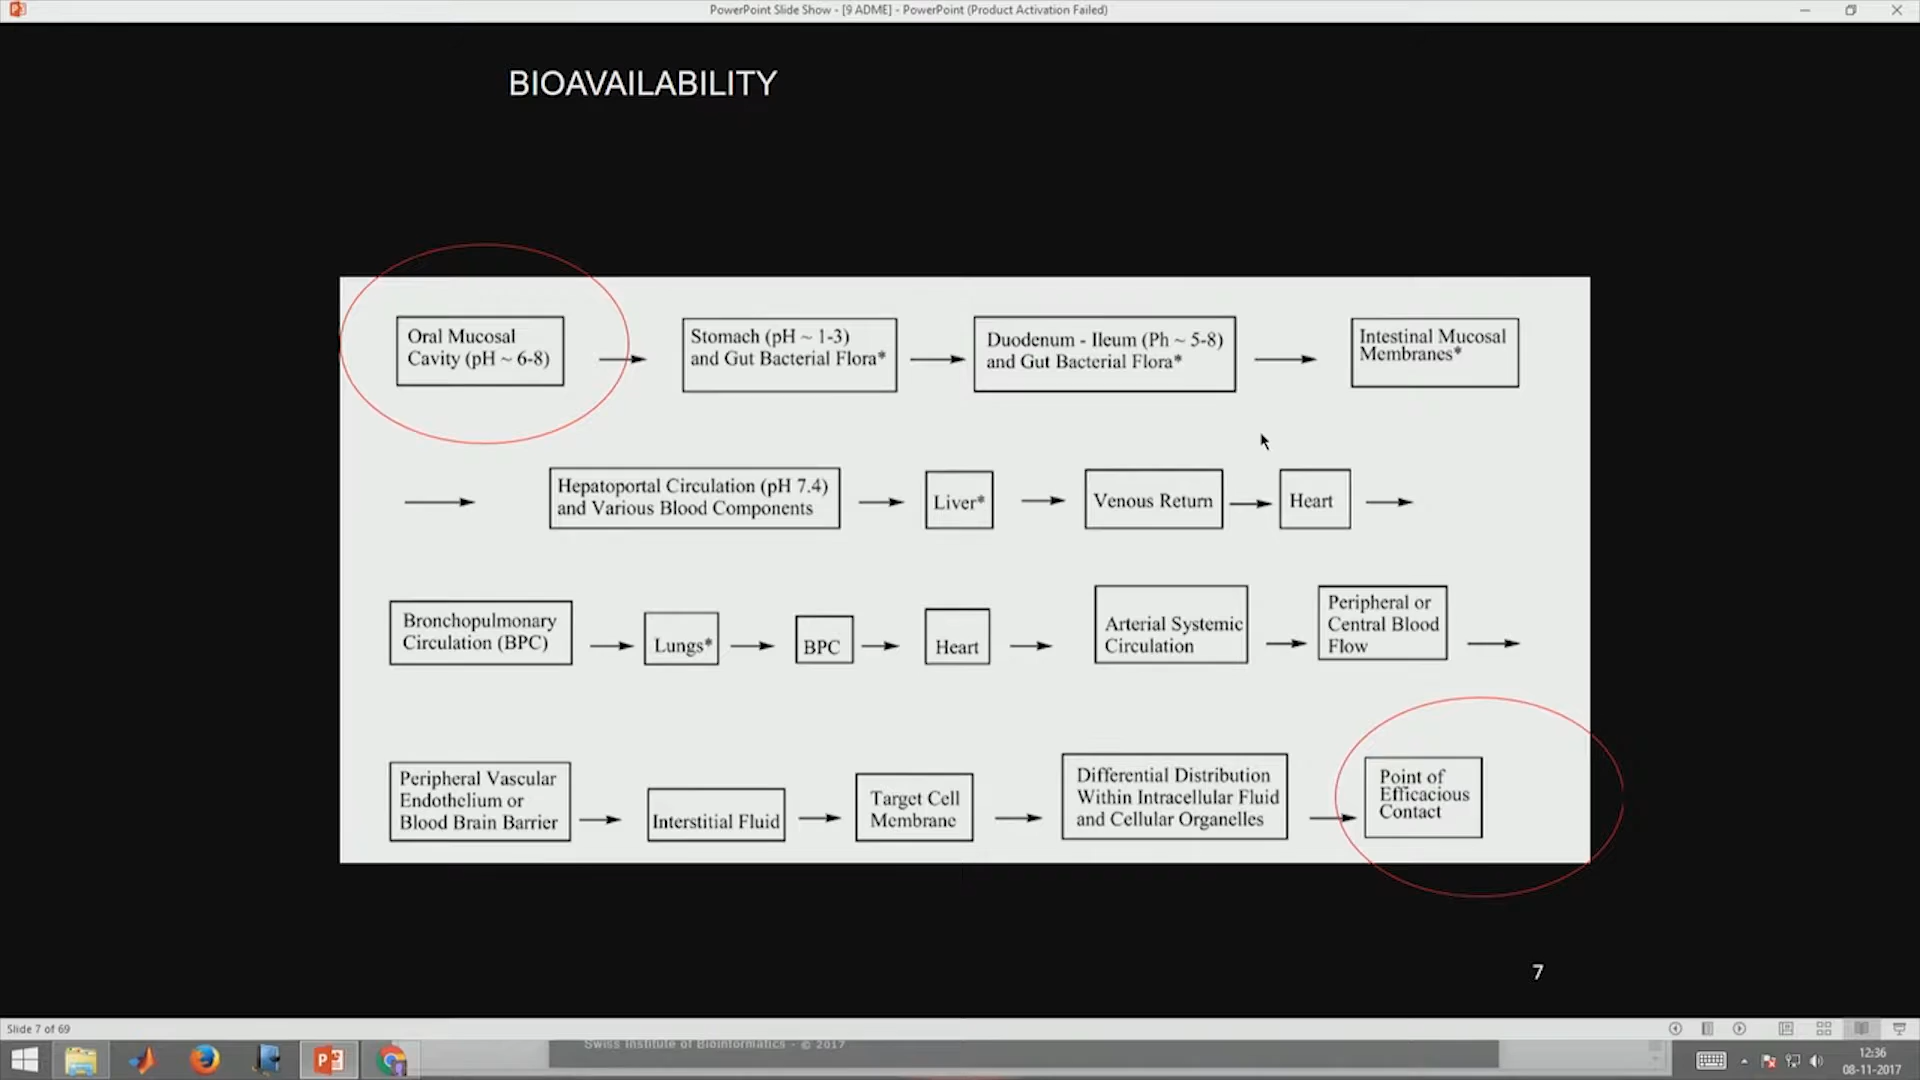 PowerPoint Slide Show - [9 ADME] - PowerPoint (Product Activation Failed)
BIOAVAILABILITY
Oral Mucosal
Cavity (pH ~ 6-8)
Stomach (pH ~ 1-3)
and Gut Bacterial Flora*
Duodenum - Ileum (Ph ~ 5-8)
and Gut Bacterial Flora*
Intestinal Mucosal
Membranes*
Hepatoportal Circulation (pH 7.4)
and Various Blood Components
Liver*
Venous Return
Heart
Bronchopulmonary
Circulation (BPC)
Lungs*
BPC
Heart
Arterial Systemic
Circulation
Peripheral or
Central Blood
Flow
Peripheral Vascular
Endothelium or
Blood Brain Barrier
Interstitial Fluid
Target Cell
Membrane
Differential Distribution
Within Intracellular Fluid
and Cellular Organelles
Point of
Efficacious
Contact
7
Slide 7 of 69
Swiss Institute of Bioinformatics - © 2017
12:36
08-11-2017